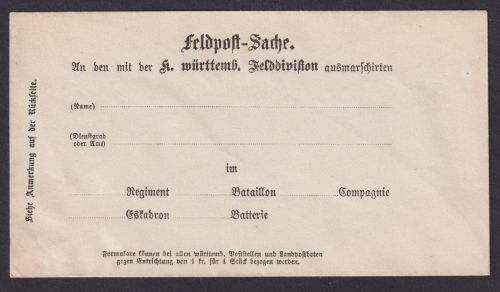 Feldpost-Sache.
An den mit der K. württemb. Felddivision ausmarschirten
(Name)
(Dienstgrad
oder Amt)
im
Regiment Bataillon Compagnie
Eskadron Batterie
Formulare können bei allen württemb. Poststellen und Landpostboten
gegen Entrichtung von 1 kr. für 4 Stück bezogen werden.
Siehe Anmerkung auf der Rückseite.